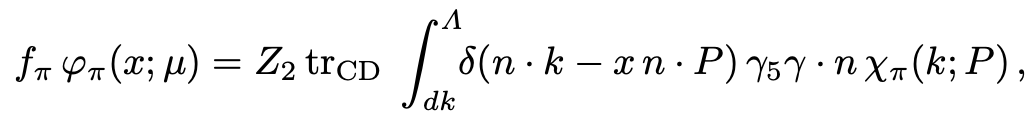 f_π φ_π(x; μ) = Z_2 tr_CD ∫_{dk}^Λ δ(n · k − x n · P) γ_5 γ · n χ_π(k; P) ,